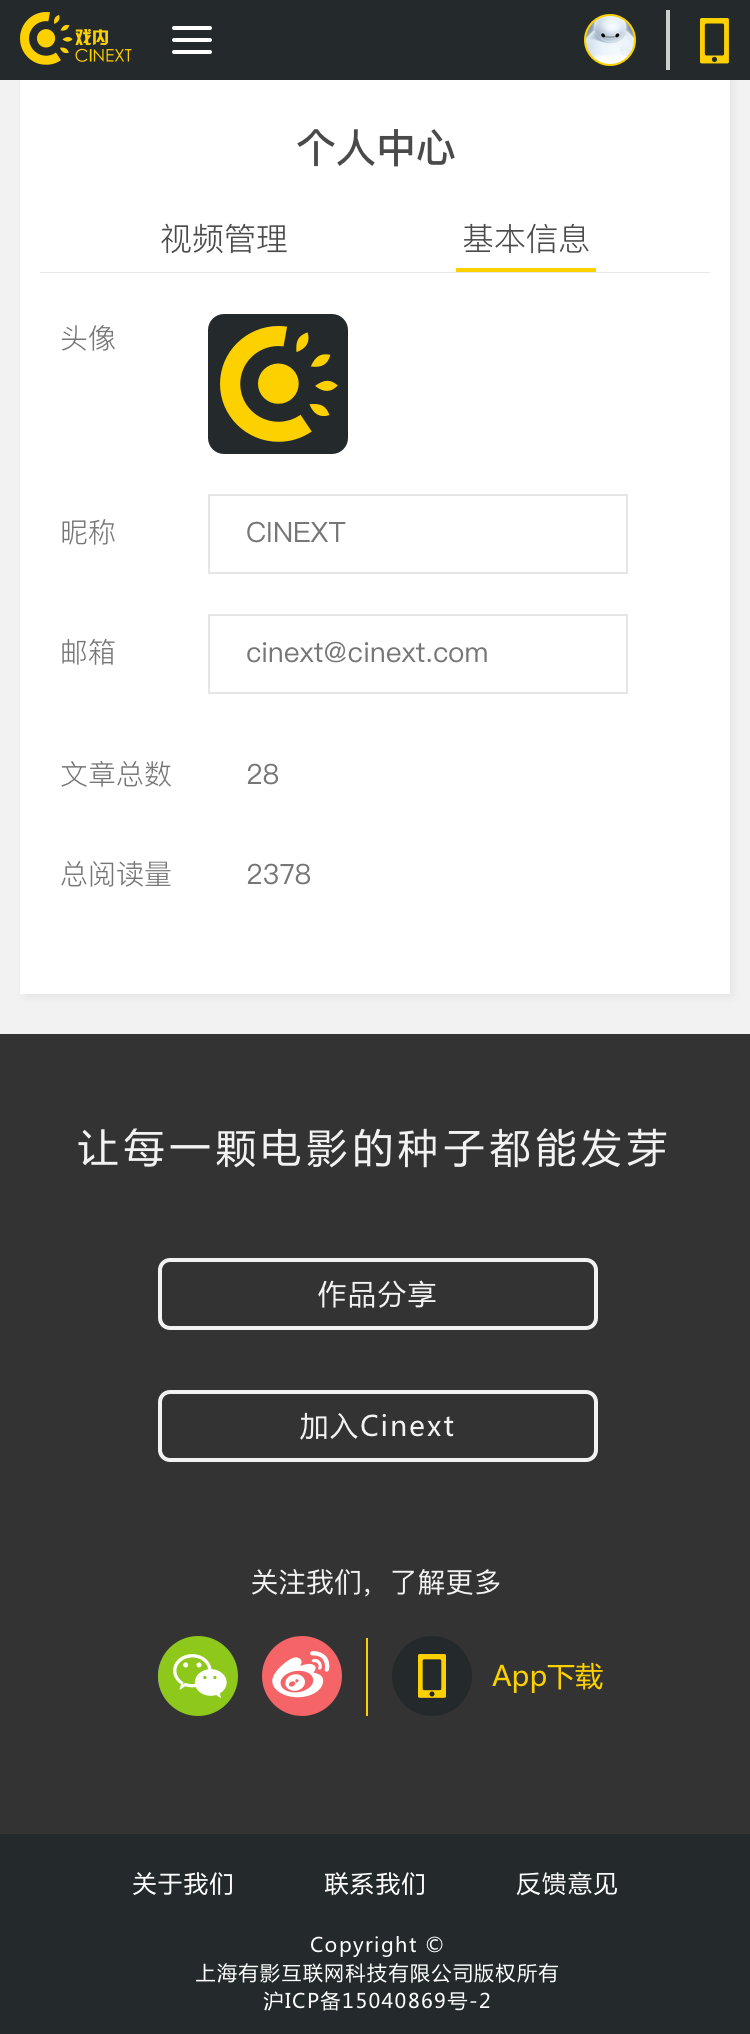 戏内
CINEXT
个人中心
视频管理
基本信息
头像
昵称
CINEXT
邮箱
cinext@cinext.com
文章总数
28
总阅读量
2378
让每一颗电影的种子都能发芽
作品分享
加入Cinext
关注我们，了解更多
App下载
关于我们
联系我们
反馈意见
Copyright ©
上海有影互联网科技有限公司版权所有
沪ICP备15040869号-2